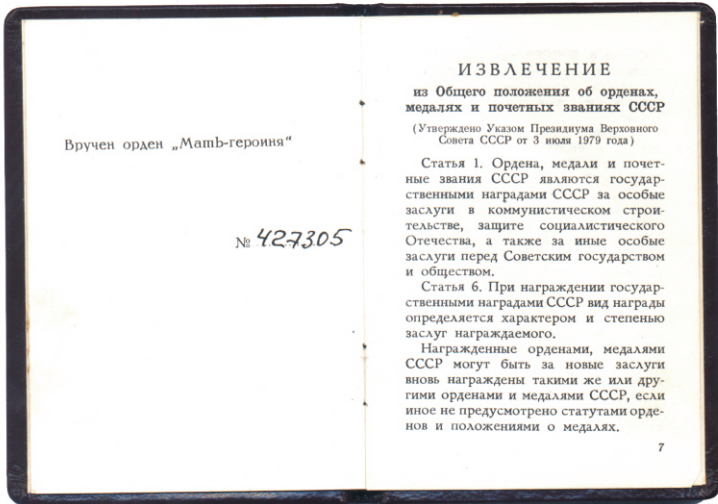 Вручен орден „Мать-героиня“
№ 427305
ИЗВЛЕЧЕНИЕ
из Общего положения об орденах,
медалях и почетных званиях СССР
(Утверждено Указом Президиума Верховного
Совета СССР от 3 июля 1979 года)
Статья 1. Ордена, медали и почет-
ные звания СССР являются государ-
ственными наградами СССР за особые
заслуги в коммунистическом строи-
тельстве, защите социалистического
Отечества, а также за иные особые
заслуги перед Советским государством
и обществом.
Статья 6. При награждении государ-
ственными наградами СССР вид награды
определяется характером и степенью
заслуг награждаемого.
Награжденные орденами, медалями
СССР могут быть за новые заслуги
вновь награждены такими же или дру-
гими орденами и медалями СССР, если
иное не предусмотрено статутами орде-
нов и положениями о медалях.
7